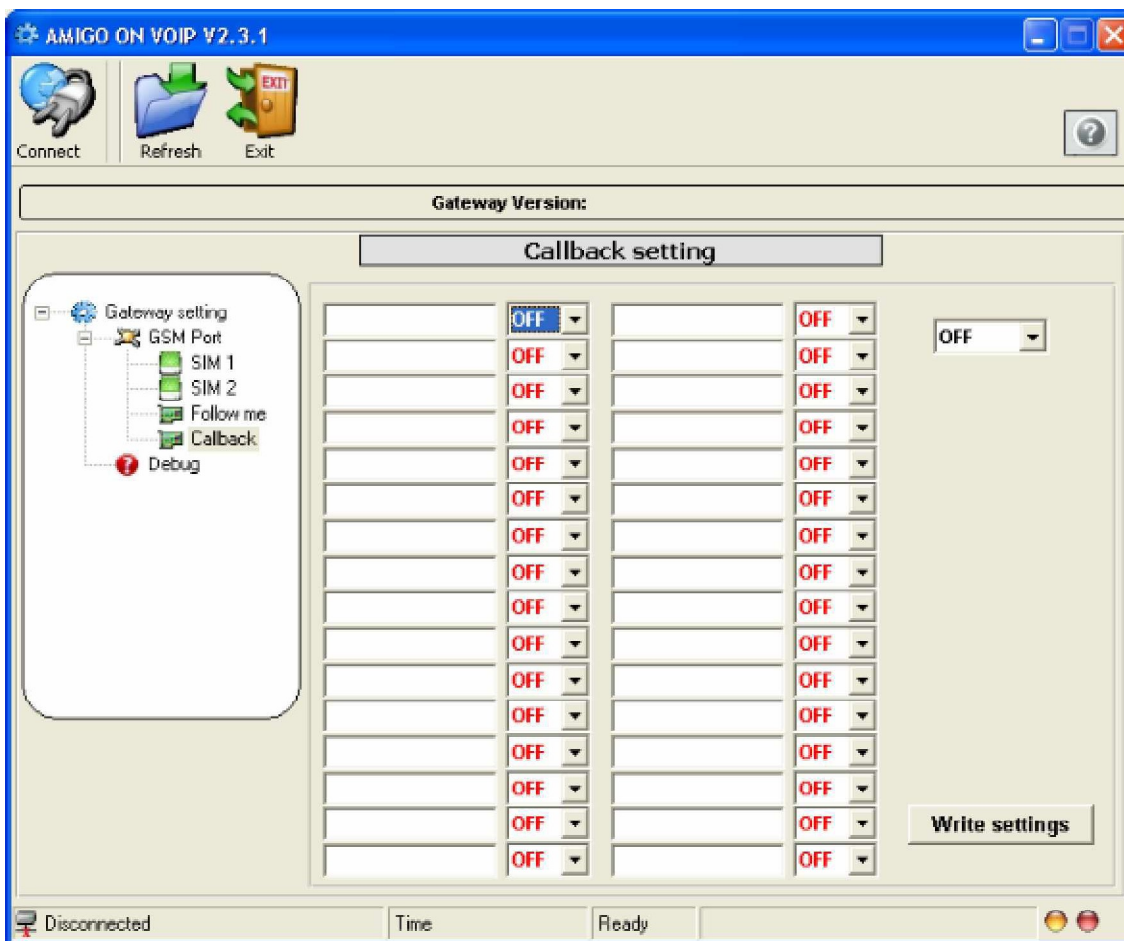 AMIGO ON VOIP V2.3.1
EXIT
Connect Refresh Exit
Gateway Version:
Callback setting
Gateway setting
GSM Port
SIM 1
SIM 2
Follow me
Callback
Debug
OFF OFF OFF
OFF OFF
OFF OFF
OFF OFF
OFF OFF
OFF OFF
OFF OFF
OFF OFF
OFF OFF
OFF OFF
OFF OFF
OFF OFF
OFF OFF
OFF OFF
OFF OFF Write settings
OFF OFF
Disconnected Time Ready